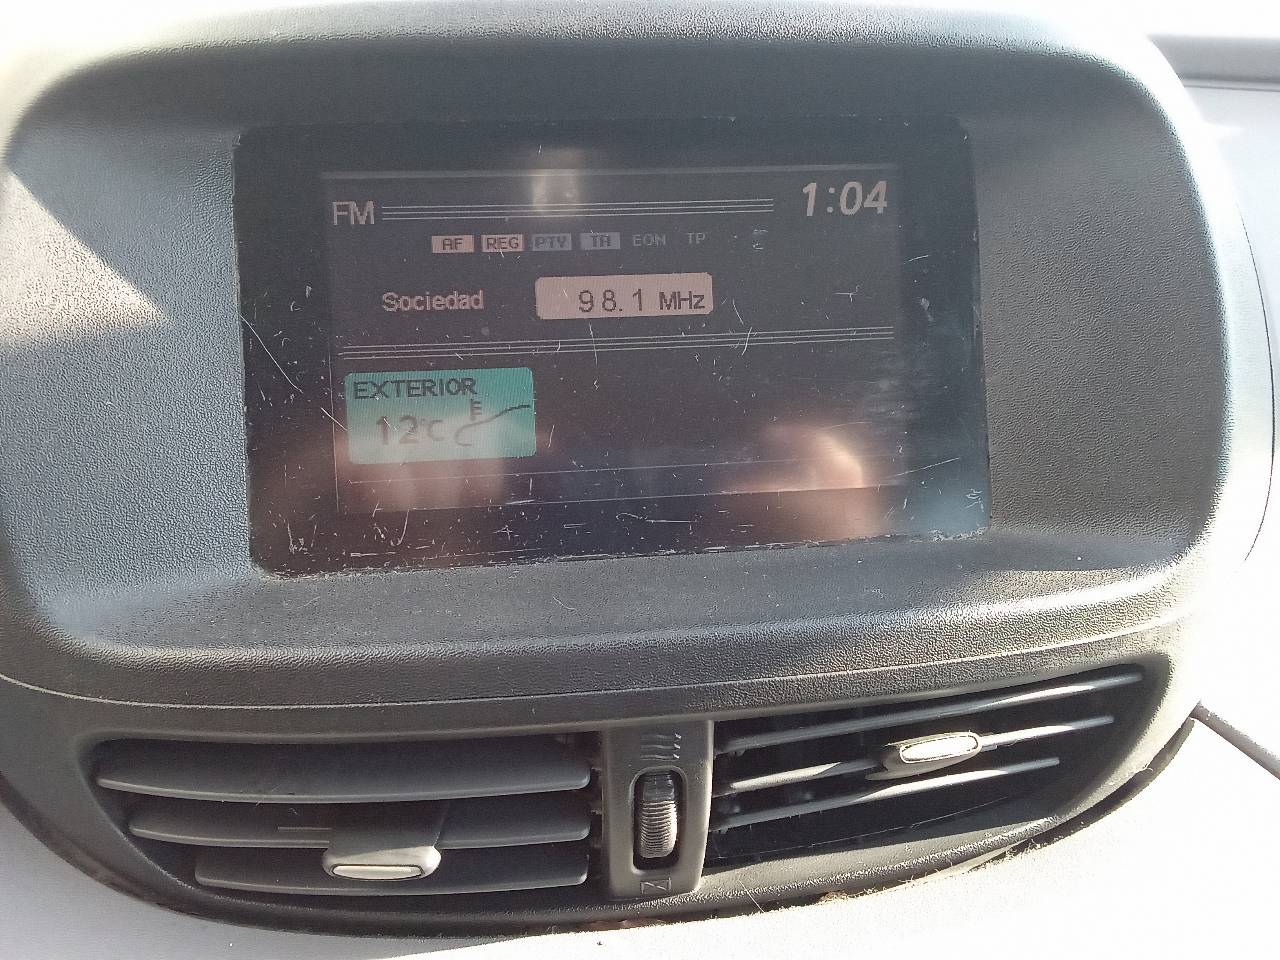 FM 1:04
AF REG PTY TA EON TP
Sociedad 98.1 MHz
EXTERIOR
12°C